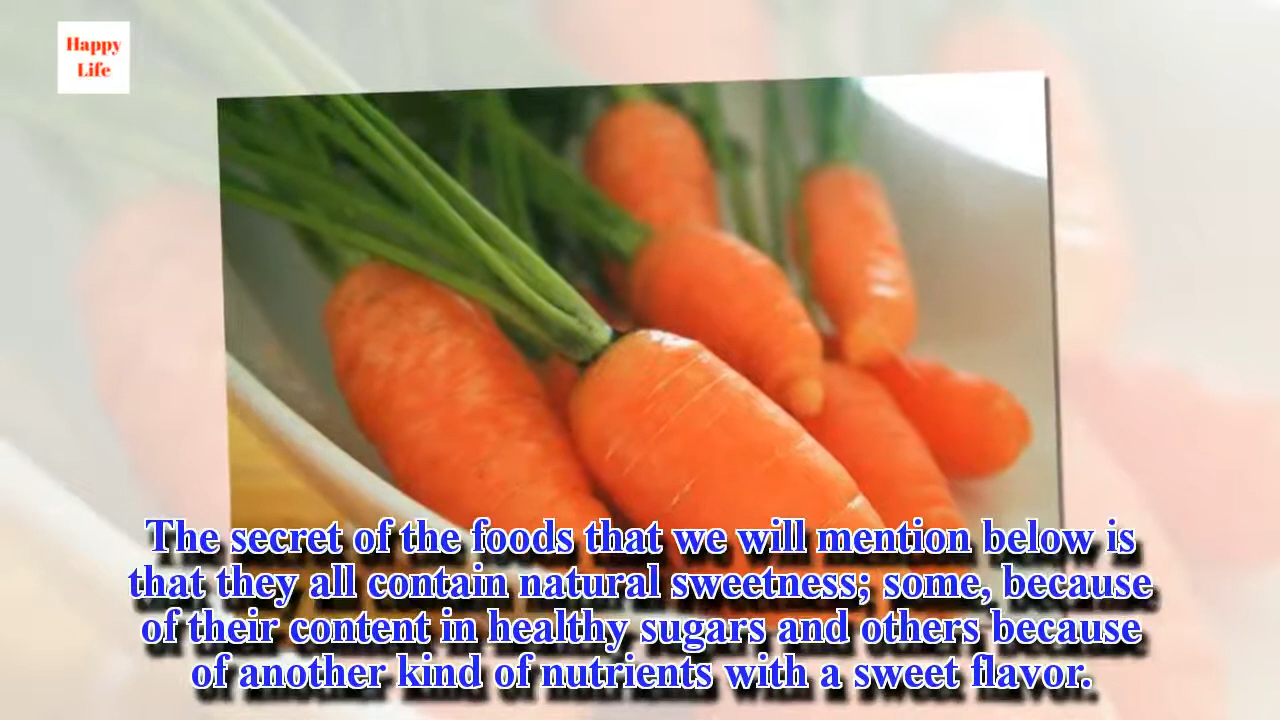 Happy
Life
The secret of the foods that we will mention below is
that they all contain natural sweetness; some, because
of their content in healthy sugars and others because
of another kind of nutrients with a sweet flavor.